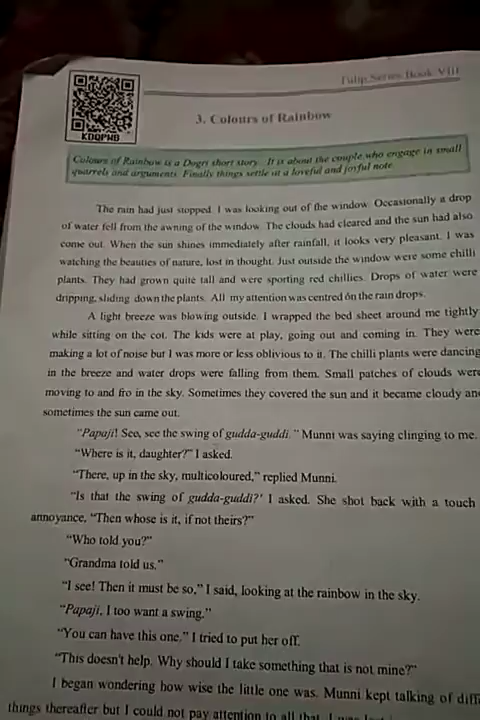 Tulip Series Book VIII
KDQPWB
3. Colours of Rainbow
Colours of Rainbow is a Dogri short story. It is about the couple who engage in small
quarrels and arguments. Finally things settle at a loveful and joyful note.
The rain had just stopped. I was looking out of the window. Occasionally a drop
of water fell from the awning of the window. The clouds had cleared and the sun had also
come out. When the sun shines immediately after rainfall, it looks very pleasant. I was
watching the beauties of nature, lost in thought. Just outside the window were some chilli
plants. They had grown quite tall and were sporting red chillies. Drops of water were
dripping, sliding down the plants. All my attention was centred on the rain drops.
A light breeze was blowing outside. I wrapped the bed sheet around me tightly
while sitting on the cot. The kids were at play, going out and coming in. They were
making a lot of noise but I was more or less oblivious to it. The chilli plants were dancing
in the breeze and water drops were falling from them. Small patches of clouds were
moving to and fro in the sky. Sometimes they covered the sun and it became cloudy an
sometimes the sun came out.
"Papaji! See, see the swing of gudda-guddi." Munni was saying clinging to me.
"Where is it, daughter?" I asked.
"There, up in the sky, multicoloured," replied Munni.
"Is that the swing of gudda-guddi?' I asked. She shot back with a touch
annoyance, "Then whose is it, if not theirs?"
"Who told you?"
"Grandma told us."
"I see! Then it must be so," I said, looking at the rainbow in the sky.
"Papaji, I too want a swing."
"You can have this one," I tried to put her off.
"This doesn't help. Why should I take something that is not mine?"
I began wondering how wise the little one was. Munni kept talking of diff
things thereafter but I could not pay attention to all that. I was